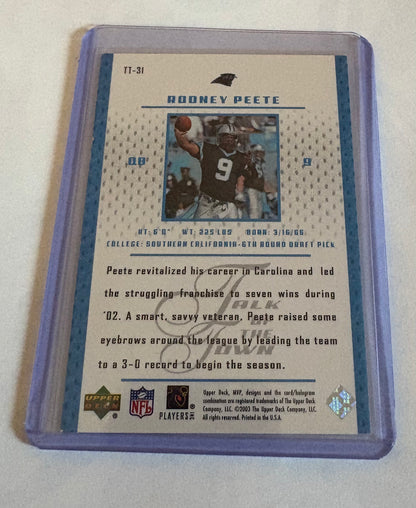 TT-31
RODNEY PEETE
QB
9
9
HT: 6'0" WT: 225 LBS BORN: 3/16/66
COLLEGE: SOUTHERN CALIFORNIA-6TH ROUND DRAFT PICK
Peete revitalized his career in Carolina and led
the struggling franchise to seven wins during
'02. A smart, savvy veteran, Peete raised some
eyebrows around the league by leading the team
to a 3-0 record to begin the season.
TALK
OF THE
TOWN
UPPER
DECK
NFL
PLAYERS INC
Upper Deck, MVP, designs and the card/hologram
combination are registered trademarks of The Upper Deck
Company, LLC. ©2003 The Upper Deck Company, LLC.
All rights reserved. Printed in the U.S.A.